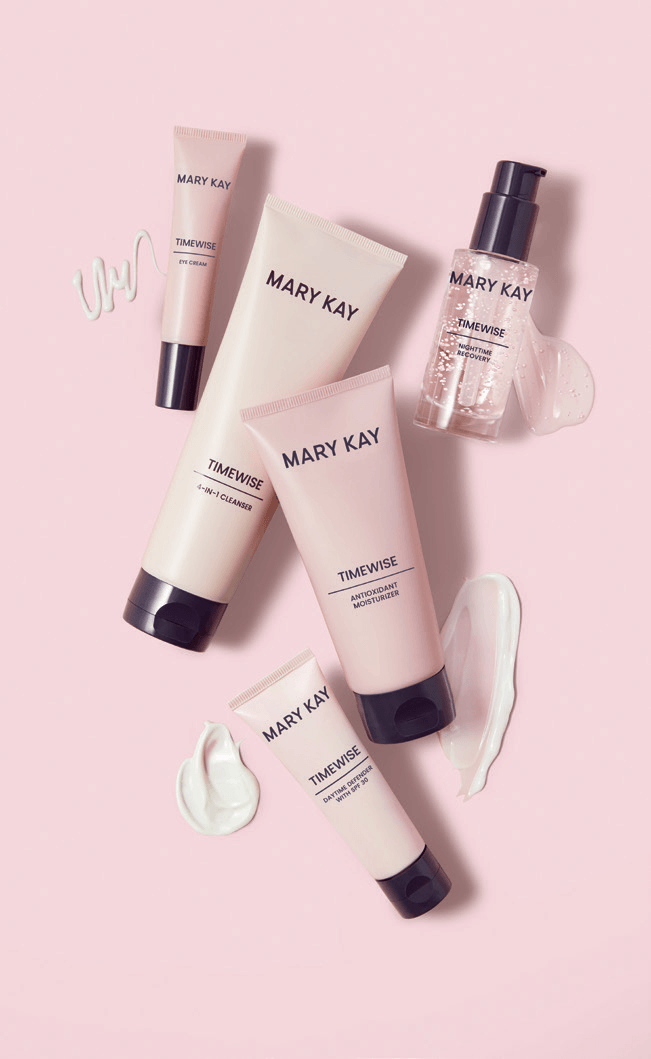 MARY KAY
TIMEWISE
EYE CREAM
MARY KAY
TIMEWISE
4-IN-1 CLEANSER
MARY KAY
TIMEWISE
NIGHTTIME
RECOVERY
MARY KAY
TIMEWISE
ANTIOXIDANT
MOISTURIZER
MARY KAY
TIMEWISE
DAYTIME DEFENDER
WITH SPF 30